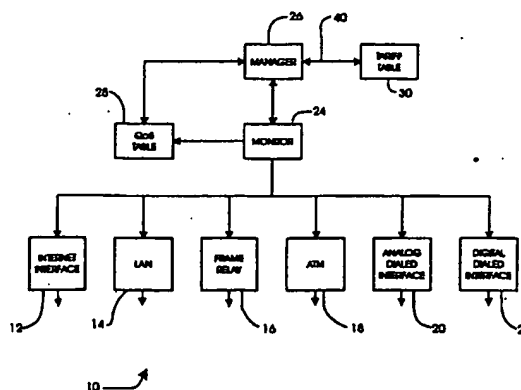 26
40
MANAGER
TARIFF
TABLE
30
28
QoS
TABLE
24
MONITOR
INTERNET
INTERFACE
LAN
FRAME
RELAY
ATM
ANALOG
DIALED
INTERFACE
DIGITAL
DIALED
INTERFACE
12
14
16
18
20
10